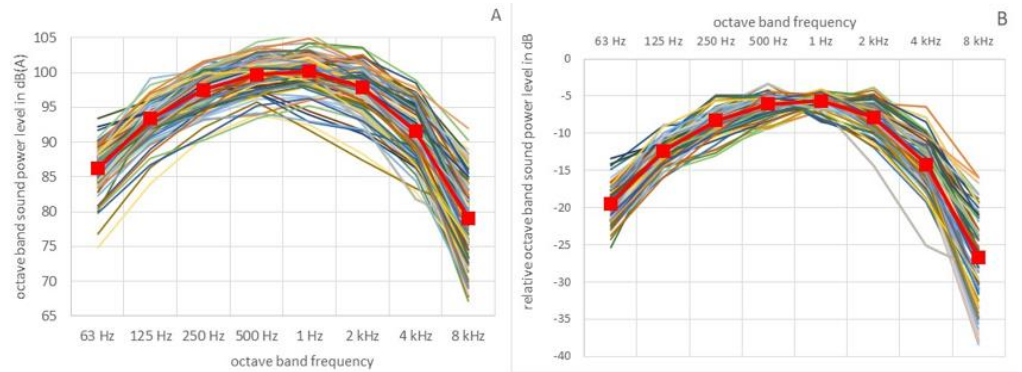 A
octave band sound power level in dB(A)
105
100
95
90
85
80
75
70
65
63 Hz 125 Hz 250 Hz 500 Hz 1 Hz 2 kHz 4 kHz 8 kHz
octave band frequency
B
octave band frequency
63 Hz 125 Hz 250 Hz 500 Hz 1 Hz 2 kHz 4 kHz 8 kHz
relative octave band sound power level in dB
0
-5
-10
-15
-20
-25
-30
-35
-40